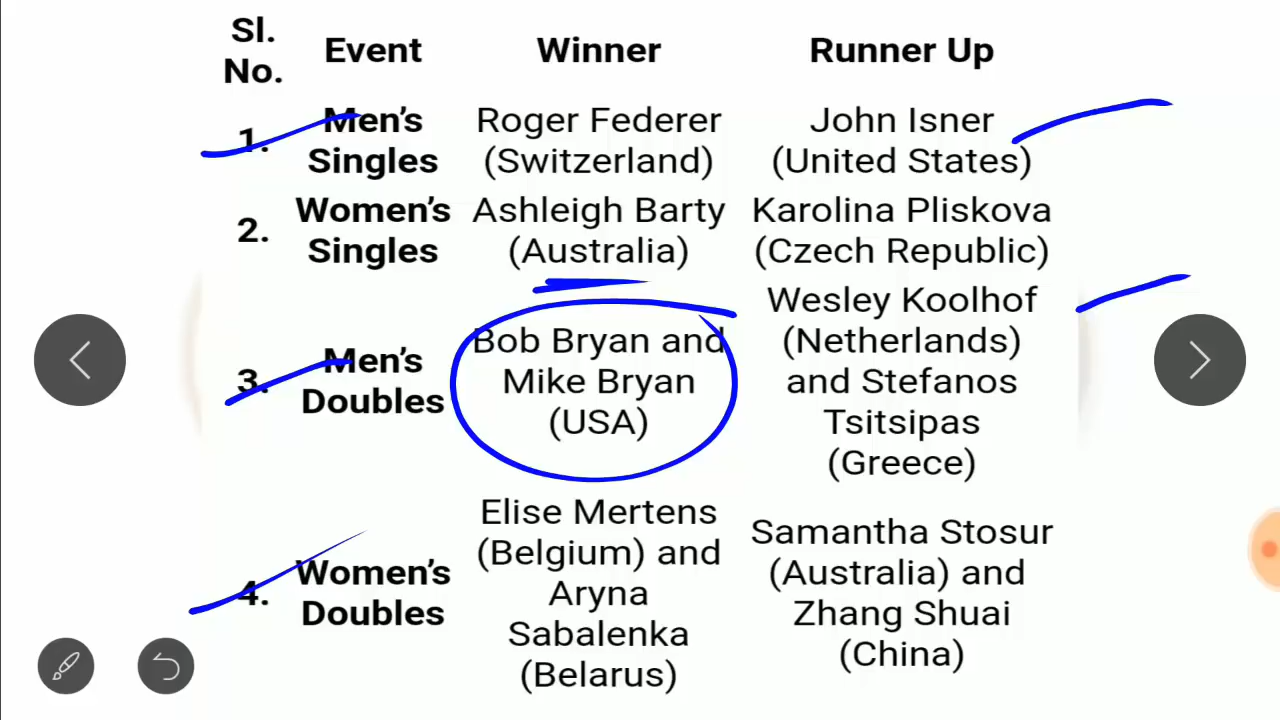 Sl. No. Event Winner Runner Up
1. Men's Singles Roger Federer (Switzerland) John Isner (United States)
2. Women's Singles Ashleigh Barty (Australia) Karolina Pliskova (Czech Republic)
3. Men's Doubles Bob Bryan and Mike Bryan (USA) Wesley Koolhof (Netherlands) and Stefanos Tsitsipas (Greece)
4. Women's Doubles Elise Mertens (Belgium) and Aryna Sabalenka (Belarus) Samantha Stosur (Australia) and Zhang Shuai (China)